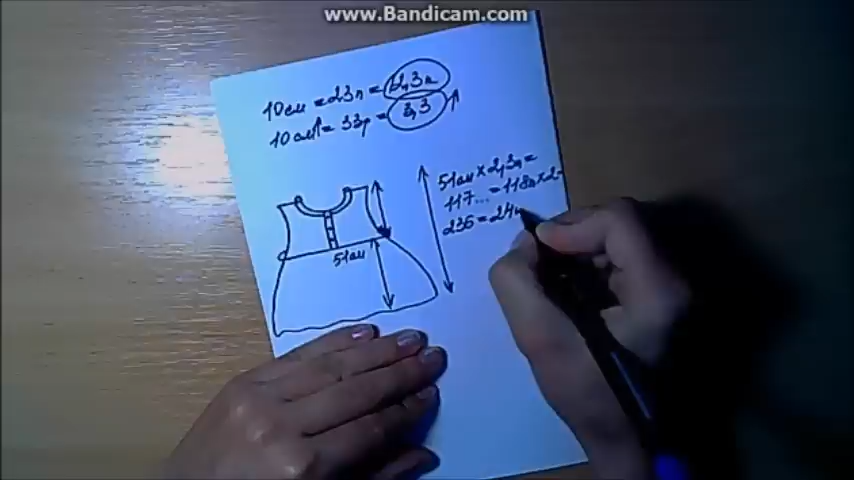 www.Bandicam.com
10см = 23п = 2,3п
10см = 33р = 3,3
51см × 2,3п =
117... = 118п × 2=
236 = 24
51см